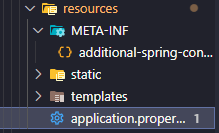 resources
META-INF
{} additional-spring-con...
static
templates
application.proper... 1